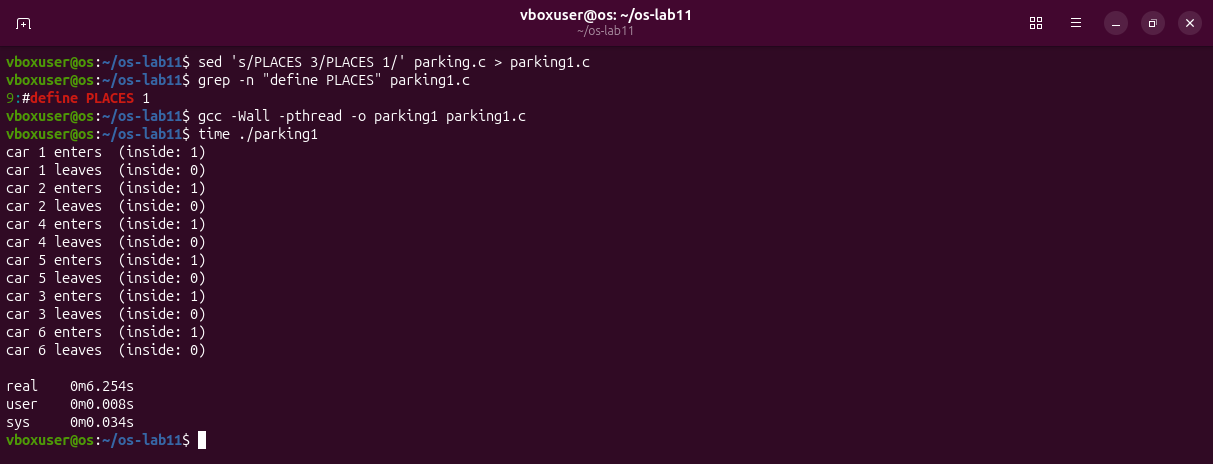 vboxuser@os: ~/os-lab11
~/os-lab11
vboxuser@os:~/os-lab11$ sed 's/PLACES 3/PLACES 1/' parking.c > parking1.c
vboxuser@os:~/os-lab11$ grep -n "define PLACES" parking1.c
9:#define PLACES 1
vboxuser@os:~/os-lab11$ gcc -Wall -pthread -o parking1 parking1.c
vboxuser@os:~/os-lab11$ time ./parking1
car 1 enters  (inside: 1)
car 1 leaves  (inside: 0)
car 2 enters  (inside: 1)
car 2 leaves  (inside: 0)
car 4 enters  (inside: 1)
car 4 leaves  (inside: 0)
car 5 enters  (inside: 1)
car 5 leaves  (inside: 0)
car 3 enters  (inside: 1)
car 3 leaves  (inside: 0)
car 6 enters  (inside: 1)
car 6 leaves  (inside: 0)

real    0m6.254s
user    0m0.008s
sys     0m0.034s
vboxuser@os:~/os-lab11$